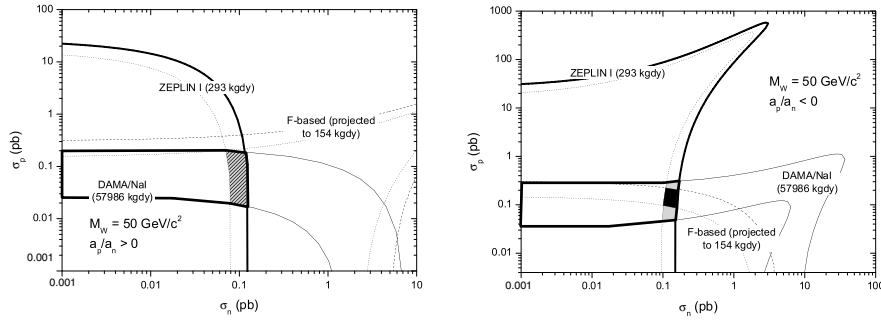 100
10
1
0.1
0.01
σp (pb)
ZEPLIN I (293 kgdy)
F-based (projected
to 154 kgdy)
DAMA/NaI
(57986 kgdy)
MW = 50 GeV/c²
ap/an > 0
0.001
0.01
0.1
1
10
σn (pb)
1000
100
10
1
0.1
0.01
σp (pb)
ZEPLIN I (293 kgdy)
MW = 50 GeV/c²
ap/an < 0
DAMA/NaI
(57986 kgdy)
F-based (projected
to 154 kgdy)
0.001
0.01
0.1
1
10
100
σn (pb)